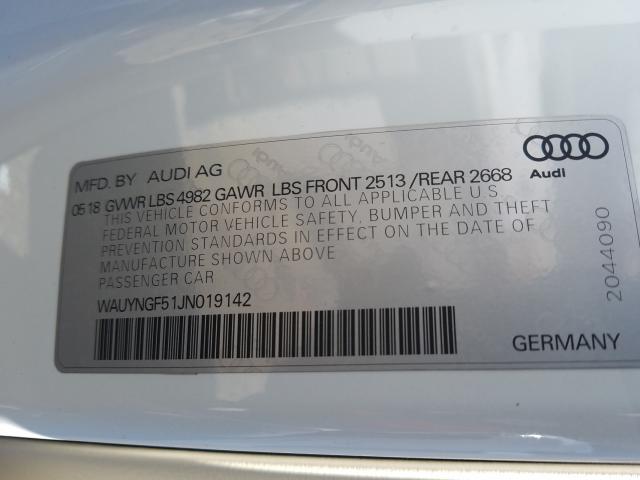 MFD. BY AUDI AG
0518 GVWR LBS 4982 GAWR LBS FRONT 2513 /REAR 2668
THIS VEHICLE CONFORMS TO ALL APPLICABLE U.S.
FEDERAL MOTOR VEHICLE SAFETY, BUMPER AND THEFT
PREVENTION STANDARDS IN EFFECT ON THE DATE OF
MANUFACTURE SHOWN ABOVE
PASSENGER CAR
WAUYNGF51JN019142
Audi
2044090
GERMANY